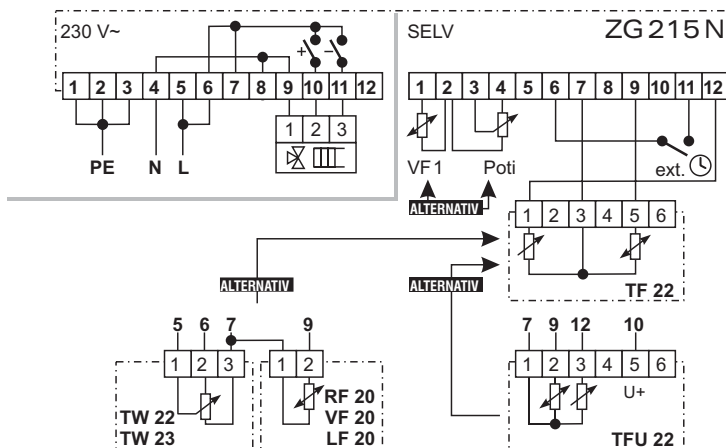 230 V~
+ –
1 2 3 4 5 6 7 8 9 10 11 12
1 2 3
PE N L
SELV
ZG 215 N
1 2 3 4 5 6 7 8 9 10 11 12
VF 1 Poti ext.
ALTERNATIV
1 2 3 4 5 6
TF 22
ALTERNATIV
ALTERNATIV
5 6 7 9
1 2 3
1 2
TW 22
TW 23
RF 20
VF 20
LF 20
7 9 12 10
1 2 3 4 5 6
U+
TFU 22